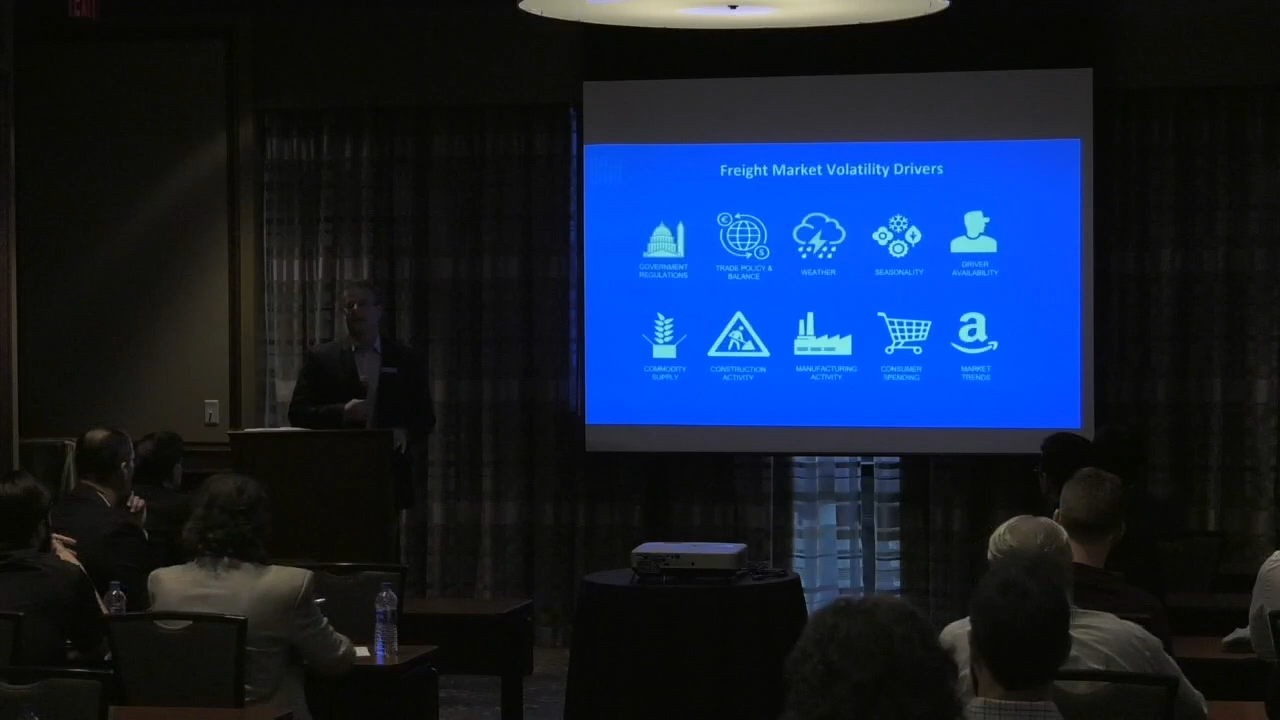 EXIT
Freight Market Volatility Drivers
€
$
GOVERNMENT
REGULATIONS
TRADE POLICY &
BALANCE
WEATHER
SEASONALITY
DRIVER
AVAILABILITY
COMMODITY
SUPPLY
CONSTRUCTION
ACTIVITY
MANUFACTURING
ACTIVITY
CONSUMER
SPENDING
a
MARKET
TRENDS